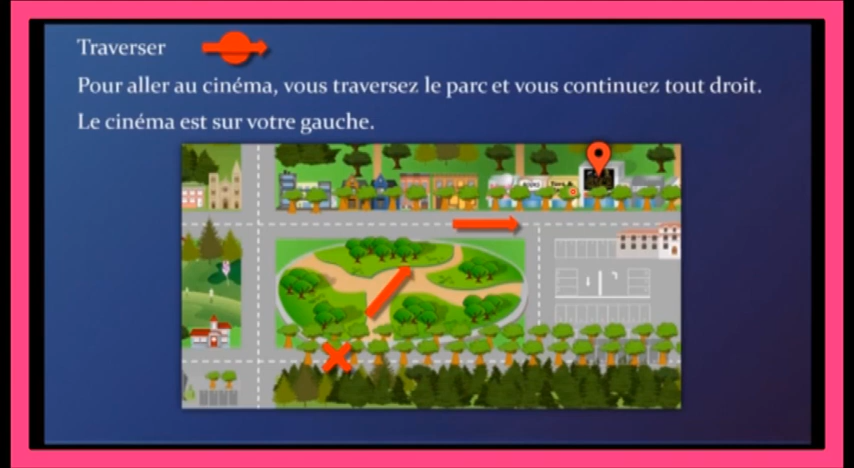 Traverser
Pour aller au cinéma, vous traversez le parc et vous continuez tout droit.
Le cinéma est sur votre gauche.